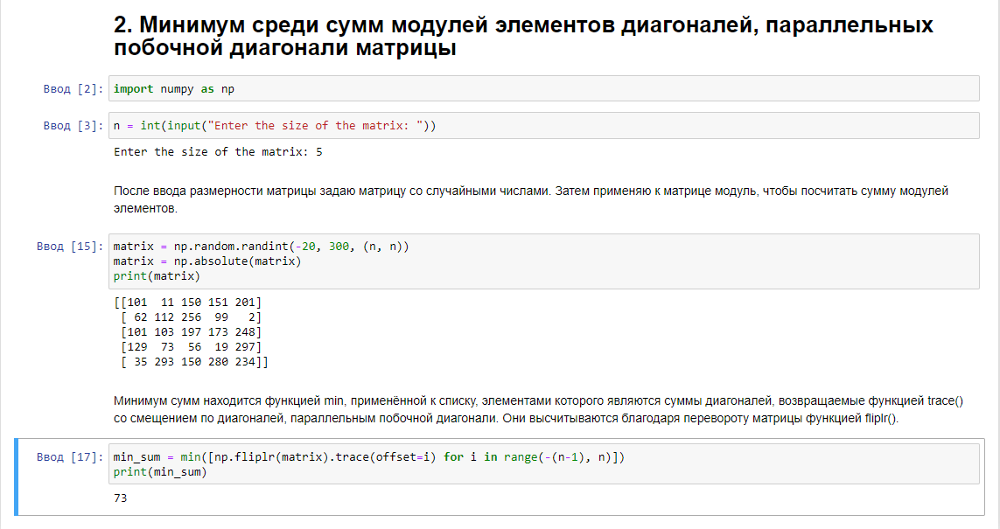 2. Минимум среди сумм модулей элементов диагоналей, параллельных
побочной диагонали матрицы
Ввод [2]: import numpy as np
Ввод [3]: n = int(input("Enter the size of the matrix: "))
Enter the size of the matrix: 5
После ввода размерности матрицы задаю матрицу со случайными числами. Затем применяю к матрице модуль, чтобы посчитать сумму модулей
элементов.
Ввод [15]: matrix = np.random.randint(-20, 300, (n, n))
matrix = np.absolute(matrix)
print(matrix)
[[101  11 150 151 201]
 [ 62 112 256  99   2]
 [101 103 197 173 248]
 [129  73  56  19 297]
 [ 35 293 150 280 234]]
Минимум сумм находится функцией min, применённой к списку, элементами которого являются суммы диагоналей, возвращаемые функцией trace()
со смещением по диагоналей, параллельным побочной диагонали. Они высчитываются благодаря перевороту матрицы функцией fliplr().
Ввод [17]: min_sum = min([np.fliplr(matrix).trace(offset=i) for i in range(-(n-1), n)])
print(min_sum)
73